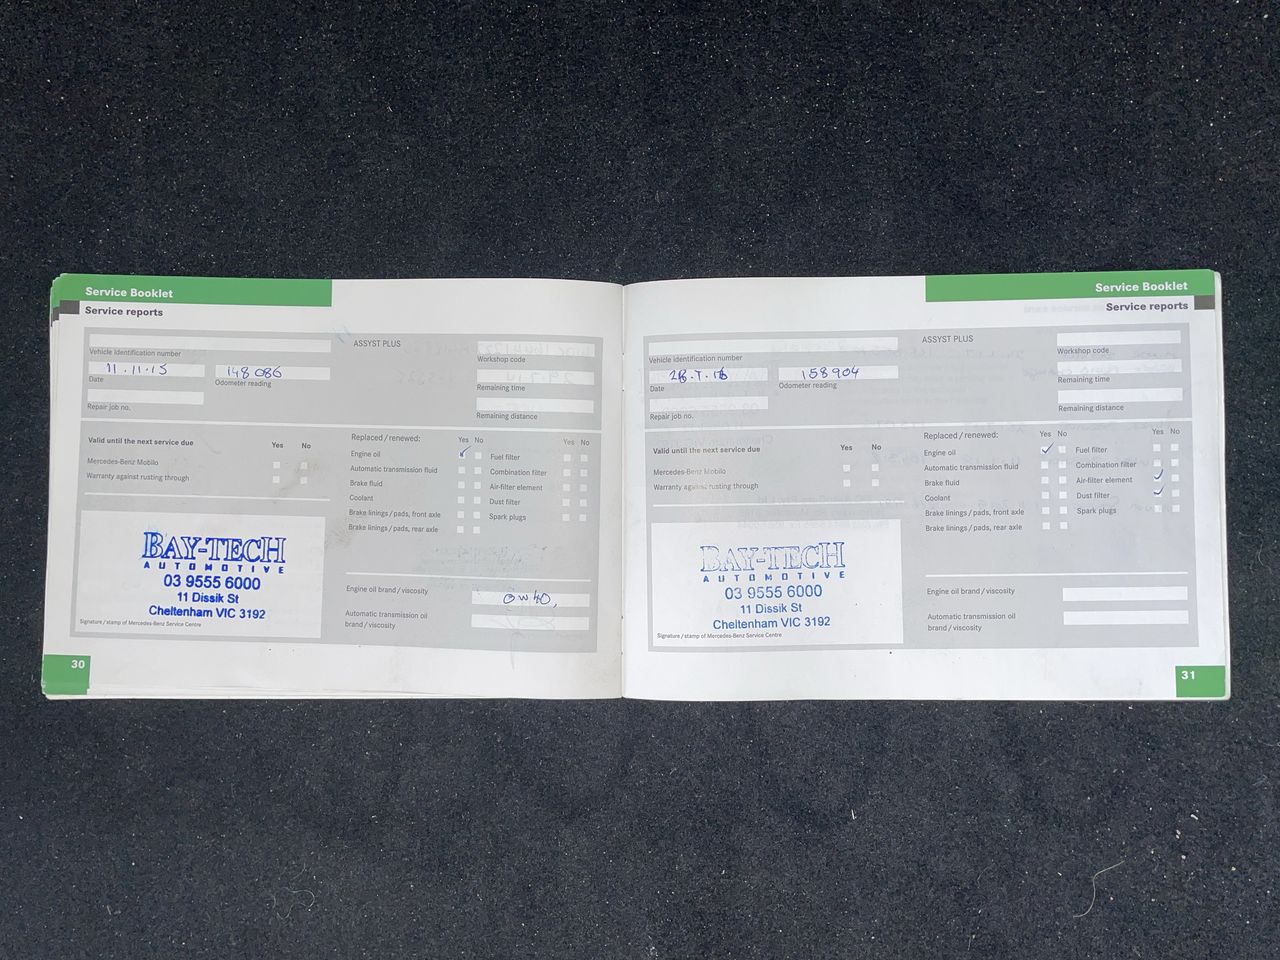 Service Booklet
Service reports
Vehicle identification number
11.11.15
148 086
Date
Odometer reading
Repair job no.
ASSYST PLUS
Workshop code
Remaining time
Remaining distance
Valid until the next service due
Yes No
Mercedes-Benz Mobilo
Warranty against rusting through
Replaced / renewed:
Yes No
Yes No
Engine oil
Automatic transmission fluid
Brake fluid
Coolant
Brake linings / pads, front axle
Brake linings / pads, rear axle
Fuel filter
Combination filter
Air-filter element
Dust filter
Spark plugs
BAY-TECH
AUTOMOTIVE
03 9555 6000
11 Dissik St
Cheltenham VIC 3192
Signature / stamp of Mercedes-Benz Service Centre
Engine oil brand / viscosity
0w40,
Automatic transmission oil
brand / viscosity
30
Service Booklet
Service reports
Vehicle identification number
158904
Date
Odometer reading
Repair job no.
ASSYST PLUS
Workshop code
Remaining time
Remaining distance
Valid until the next service due
Yes No
Mercedes-Benz Mobilo
Warranty against rusting through
Replaced / renewed:
Yes No
Yes No
Engine oil
Automatic transmission fluid
Brake fluid
Coolant
Brake linings / pads, front axle
Brake linings / pads, rear axle
Fuel filter
Combination filter
Air-filter element
Dust filter
Spark plugs
BAY-TECH
AUTOMOTIVE
03 9555 6000
11 Dissik St
Cheltenham VIC 3192
Signature / stamp of Mercedes-Benz Service Centre
Engine oil brand / viscosity
Automatic transmission oil
brand / viscosity
31